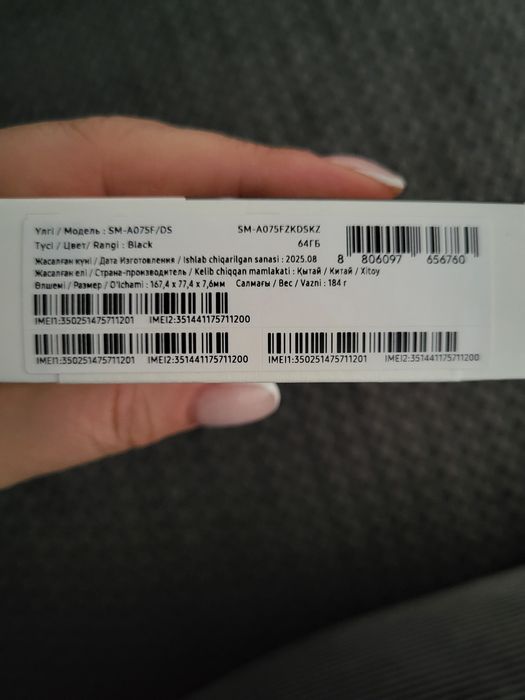 Үлгі / Модель : SM-A075F/DS SM-A075FZKDSKZ
Түсі / Цвет/ Rangi : Black 64ГБ
8 806097 656760
Жасалған күні / Дата Изготовления / Ishlab chiqarilgan sanasi : 2025.08
Жасалған елі / Страна-производитель / Kelib chiqqan mamlakati : Қытай / Китай / Xitoy
Өлшемі / Размер / O'lchami : 167,4 x 77,4 x 7,6мм Салмағы / Вес / Vazni : 184 г
IMEI1:350251475711201 IMEI2:351441175711200
IMEI1:350251475711201 IMEI2:351441175711200 IMEI1:350251475711201 IMEI2:351441175711200